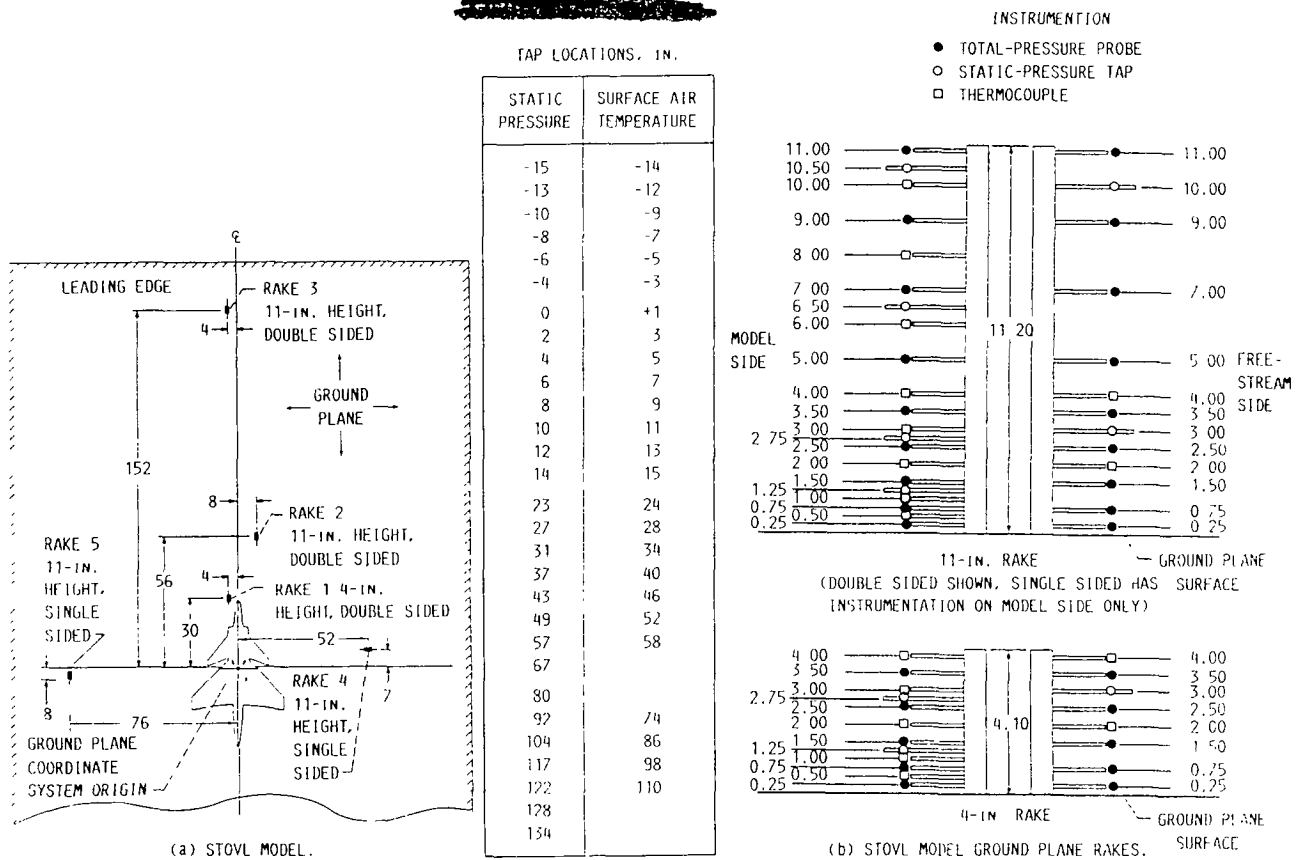 TAP LOCATIONS, IN.
STATIC PRESSURE
SURFACE AIR TEMPERATURE
-15 -14
-13 -12
-10 -9
-8 -7
-6 -5
-4 -3
0 +1
2 3
4 5
6 7
8 9
10 11
12 13
14 15
23 24
27 28
31 34
37 40
43 46
49 52
57 58
67
80
92 74
104 86
117 98
122 110
128
134
LEADING EDGE
RAKE 3
11-IN. HEIGHT,
DOUBLE SIDED
4
GROUND
PLANE
152
8
RAKE 2
11-IN. HEIGHT,
DOUBLE SIDED
56
RAKE 5
11-IN.
HEIGHT,
SINGLE
SIDED
4
RAKE 1 4-IN.
HEIGHT, DOUBLE SIDED
30
52
7
8
76
RAKE 4
11-IN.
HEIGHT,
SINGLE
SIDED
GROUND PLANE
COORDINATE
SYSTEM ORIGIN
(a) STOVL MODEL.
INSTRUMENTION
TOTAL-PRESSURE PROBE
STATIC-PRESSURE TAP
THERMOCOUPLE
11.00
10.50
10.00
9.00
8 00
7 00
6 50
6.00
5.00
4.00
3.50
3 00
2 75
2.50
2 00
1.50
1.25
1.00
0.75
0.50
0.25
MODEL
SIDE
11 20
11.00
10.00
9.00
7.00
5 00
4.00
3 50
3 00
2.50
2 00
1.50
0.75
0.25
FREE-
STREAM
SIDE
11-IN. RAKE
GROUND PLANE
SURFACE
(DOUBLE SIDED SHOWN, SINGLE SIDED HAS
INSTRUMENTATION ON MODEL SIDE ONLY)
4 00
3 50
3.00
2.75
2.50
2 00
1 50
1.25
1.00
0.75
0.50
0.25
4.10
4.00
3 50
3.00
2.50
2 00
1 50
0.75
0.25
4-IN RAKE
GROUND PLANE
SURFACE
(b) STOVL MODEL GROUND PLANE RAKES.